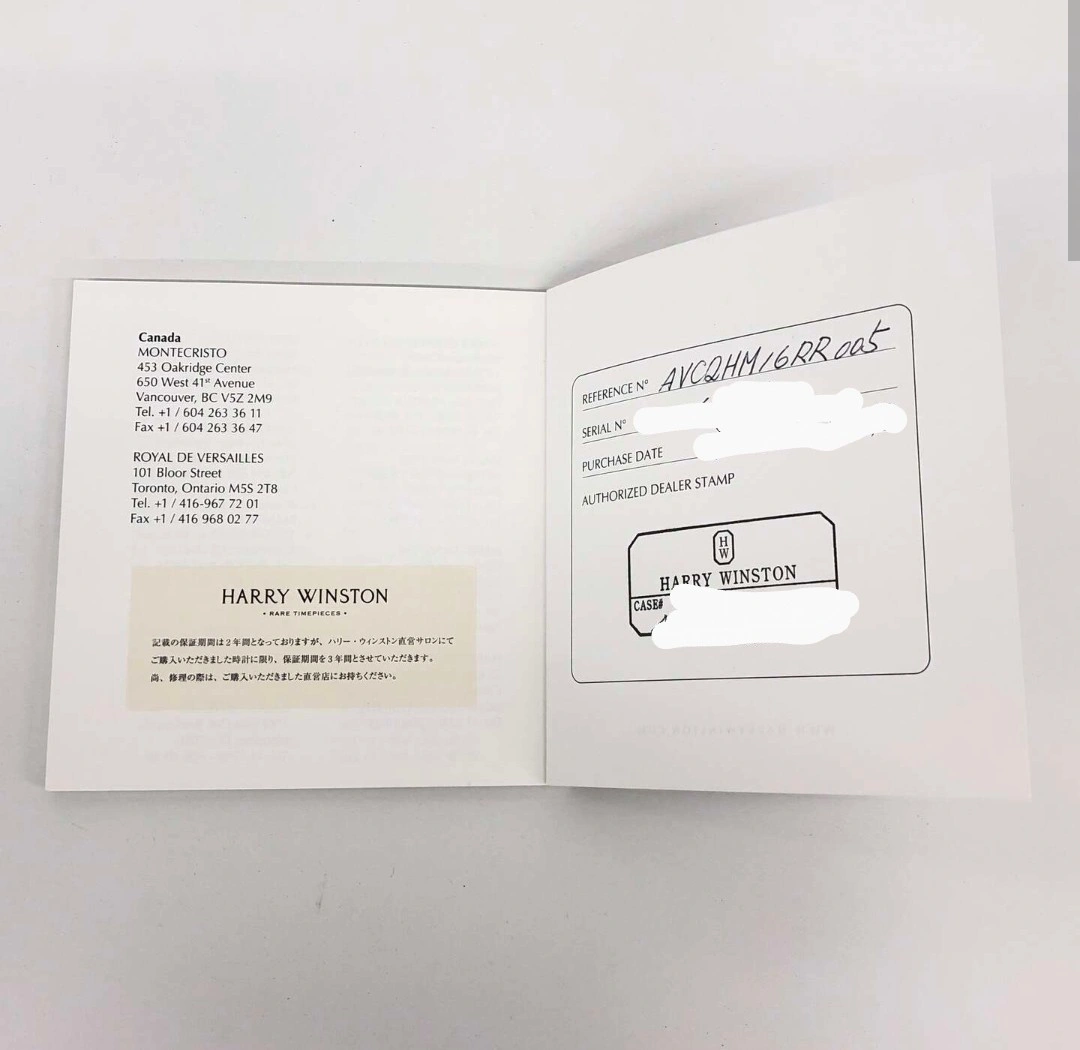 Canada
MONTECRISTO
453 Oakridge Center
650 West 41st Avenue
Vancouver, BC V5Z 2M9
Tel. +1 / 604 263 36 11
Fax +1 / 604 263 36 47
ROYAL DE VERSAILLES
101 Bloor Street
Toronto, Ontario M5S 2T8
Tel. +1 / 416-967 72 01
Fax +1 / 416 968 02 77
HARRY WINSTON
• RARE TIMEPIECES •
記載の保証期間は2年間となっておりますが、ハリー・ウィンストン直営サロンにて
ご購入いただきました時計に限り、保証期間を3年間とさせていただきます。
尚、修理の際は、ご購入いただきました直営店にお持ちください。
REFERENCE N° AVCQHM16RR005
SERIAL N°
PURCHASE DATE
AUTHORIZED DEALER STAMP
HW
HARRY WINSTON
CASE#